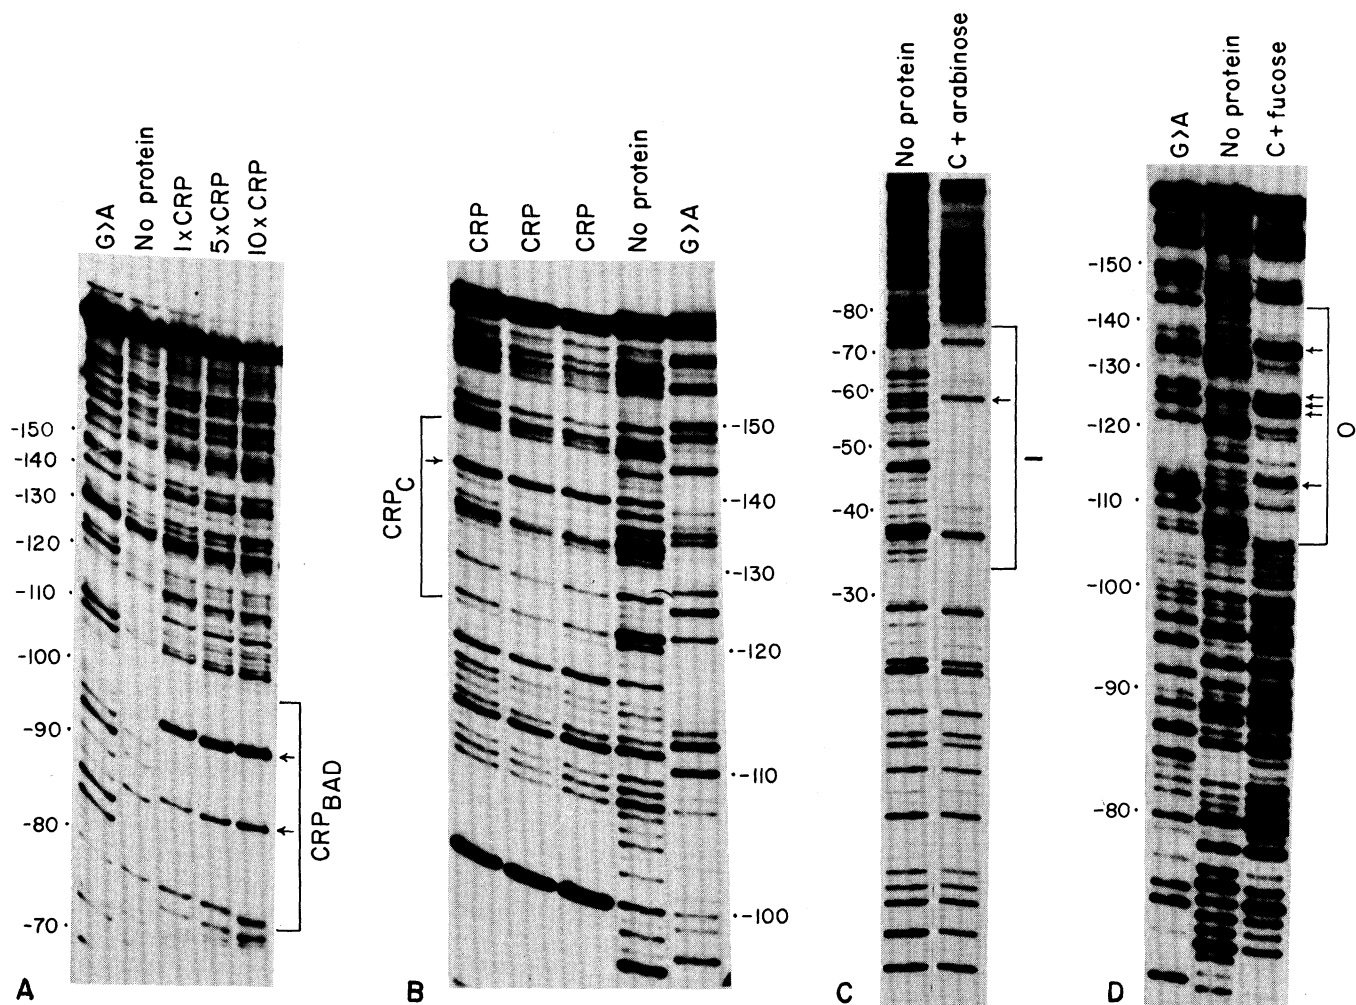 G>A
No protein
1xCRP
5xCRP
10xCRP
-150
-140
-130
-120
-110
-100
-90
-80
-70
CRPBAD
A
CRP
CRP
CRP
No protein
G>A
CRPC
-150
-140
-130
-120
-110
-100
B
No protein
C + arabinose
-80
-70
-60
-50
-40
-30
I
C
G>A
No protein
C+fucose
-150
-140
-130
-120
-110
-100
-90
-80
O
D